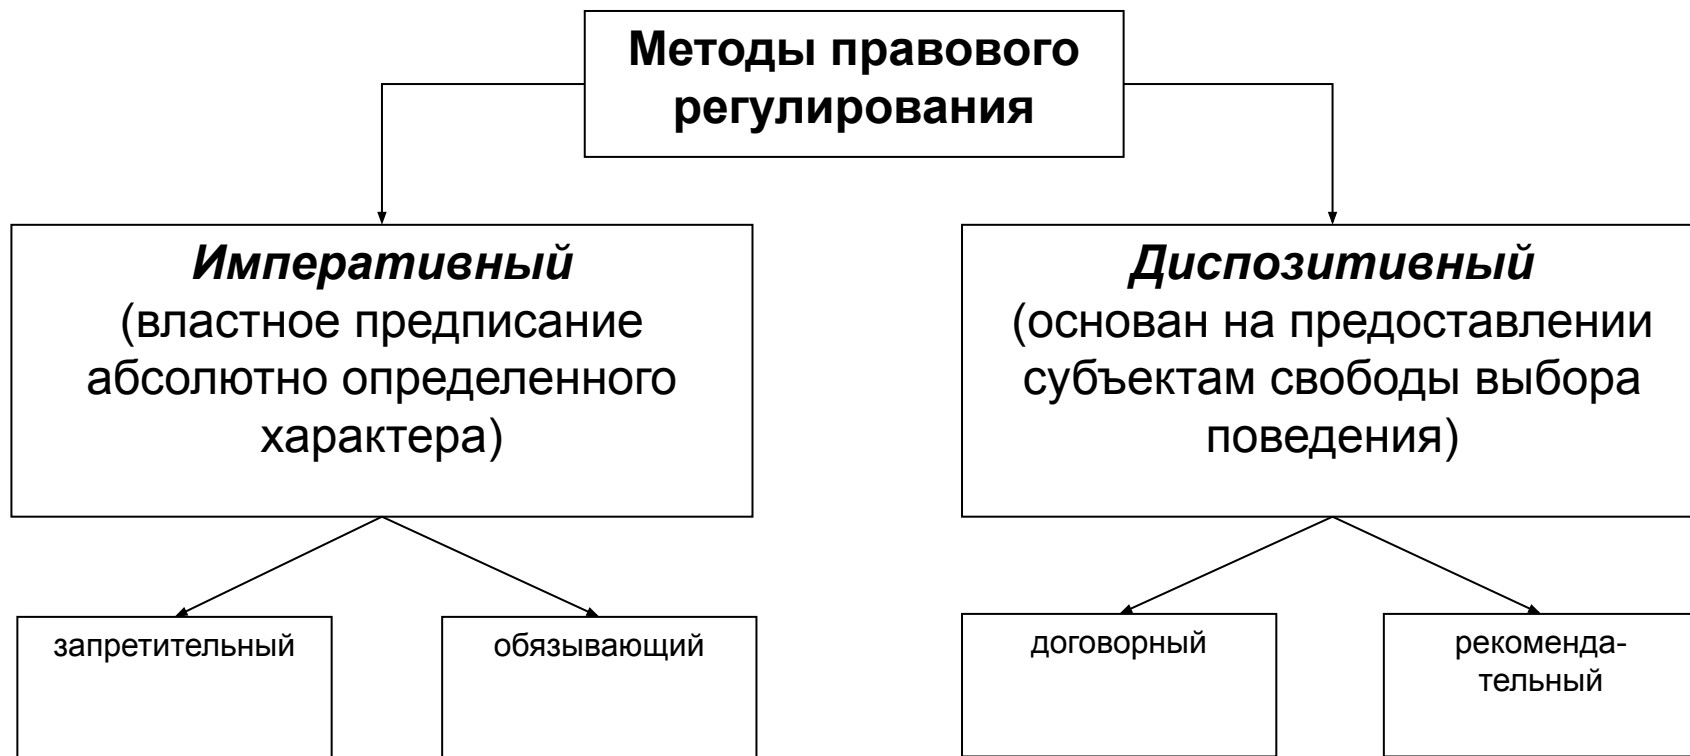 Методы правового
регулирования
Императивный
(властное предписание
абсолютно определенного
характера)
Диспозитивный
(основан на предоставлении
субъектам свободы выбора
поведения)
запретительный
обязывающий
договорный
рекоменда-
тельный